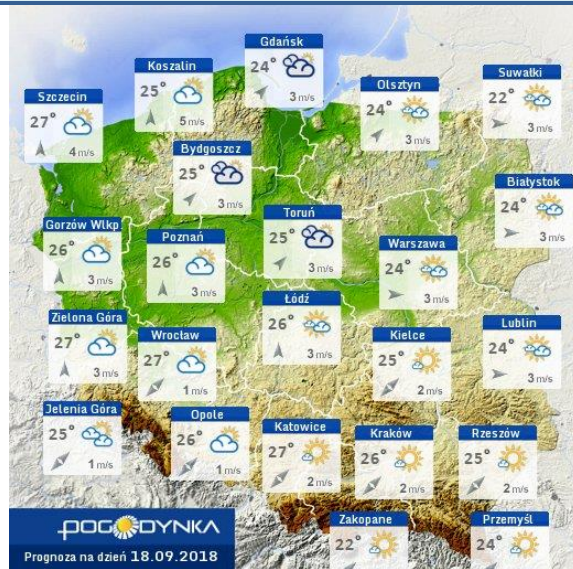 Gdańsk
24°
3 m/s
Koszalin
25°
5 m/s
Suwałki
22°
3 m/s
Olsztyn
24°
3 m/s
Szczecin
27°
4 m/s
Bydgoszcz
25°
3 m/s
Białystok
24°
3 m/s
Toruń
25°
3 m/s
Gorzów Wlkp.
26°
3 m/s
Poznań
26°
3 m/s
Warszawa
24°
3 m/s
Łódź
26°
3 m/s
Zielona Góra
27°
3 m/s
Wrocław
27°
1 m/s
Kielce
25°
2 m/s
Lublin
24°
3 m/s
Jelenia Góra
25°
1 m/s
Opole
26°
1 m/s
Katowice
27°
2 m/s
Kraków
26°
2 m/s
Rzeszów
25°
2 m/s
Zakopane
22°
Przemyśl
24°
POGODYNKA
Prognoza na dzień 18.09.2018